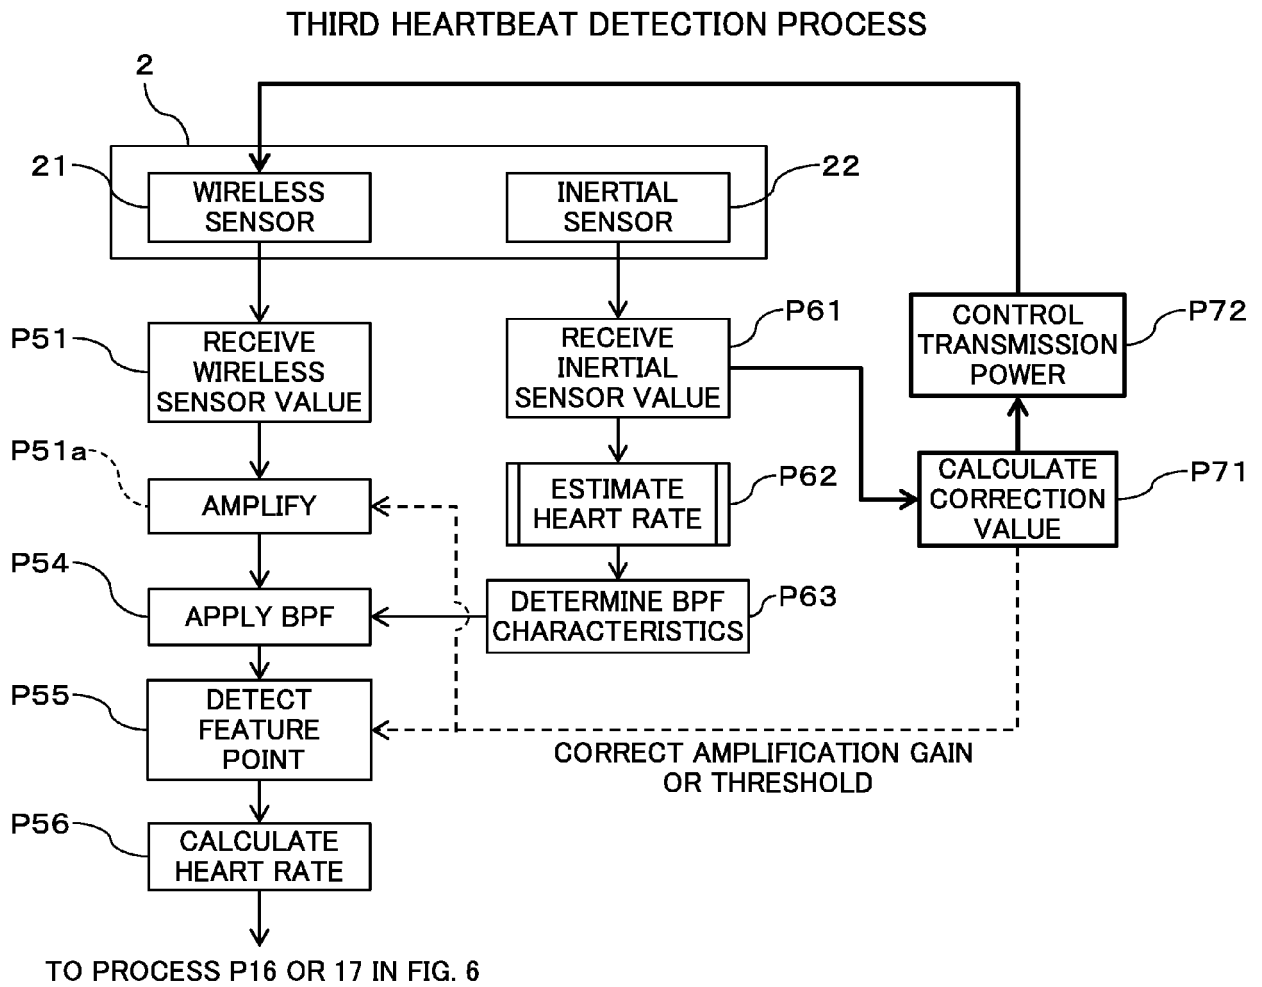 THIRD HEARTBEAT DETECTION PROCESS
2
21
WIRELESS
SENSOR
INERTIAL
SENSOR
22
P51
RECEIVE
WIRELESS
SENSOR VALUE
RECEIVE
INERTIAL
SENSOR VALUE
P61
CONTROL
TRANSMISSION
POWER
P72
P51a
AMPLIFY
ESTIMATE
HEART RATE
P62
CALCULATE
CORRECTION
VALUE
P71
P54
APPLY BPF
DETERMINE BPF
CHARACTERISTICS
P63
P55
DETECT
FEATURE
POINT
CORRECT AMPLIFICATION GAIN
OR THRESHOLD
P56
CALCULATE
HEART RATE
TO PROCESS P16 OR 17 IN FIG. 6